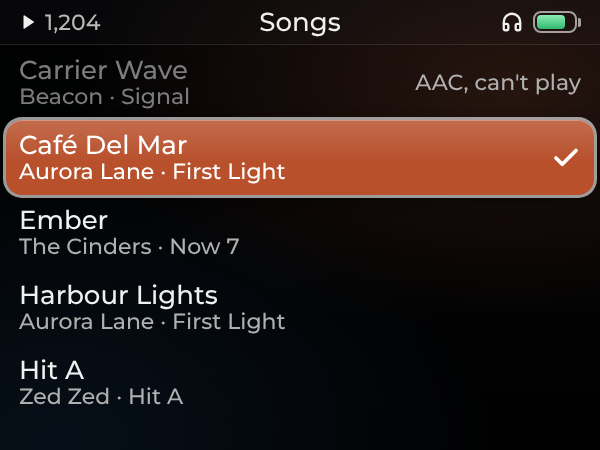 1,204
Songs
Carrier Wave
Beacon · Signal
AAC, can't play
Café Del Mar
Aurora Lane · First Light
Ember
The Cinders · Now 7
Harbour Lights
Aurora Lane · First Light
Hit A
Zed Zed · Hit A